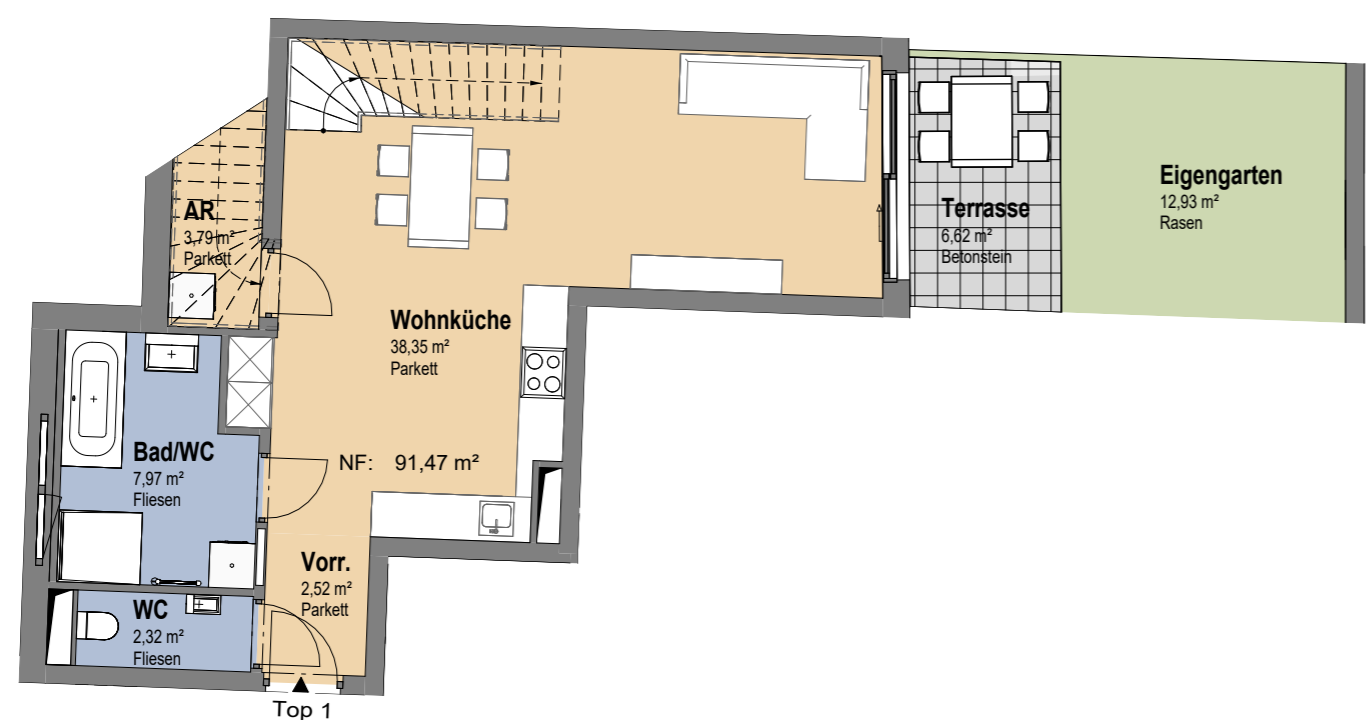 Eigengarten
12,93 m²
Rasen
Terrasse
6,62 m²
Betonstein
AR
3,79 m²
Parkett
Wohnküche
38,35 m²
Parkett
Bad/WC
7,97 m²
Fliesen
NF: 91,47 m²
Vorr.
2,52 m²
Parkett
WC
2,32 m²
Fliesen
Top 1